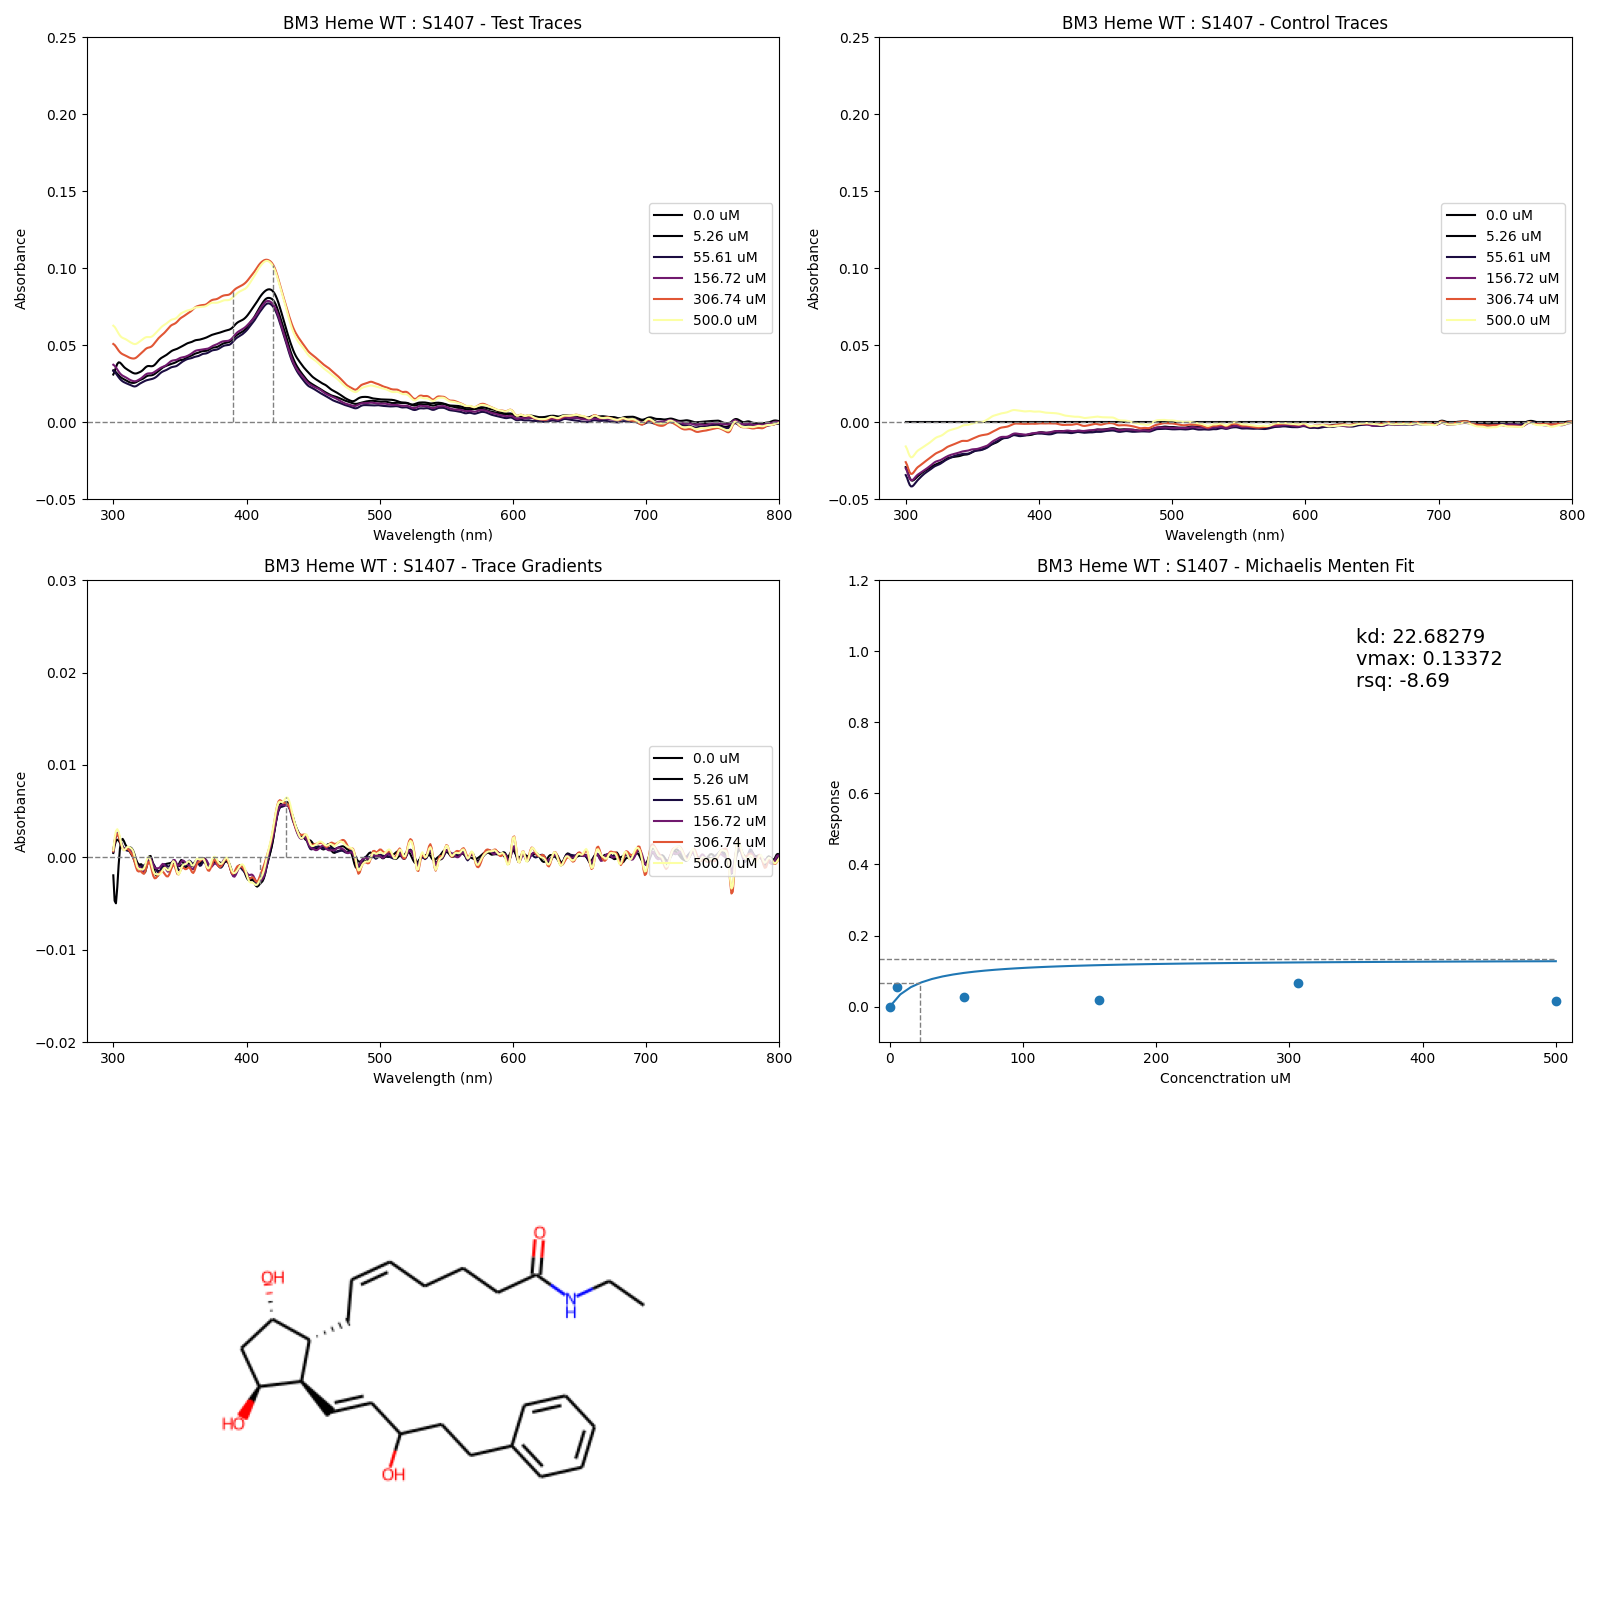 BM3 Heme WT : S1407 - Test Traces
0.25
0.20
0.15
0.10
0.05
0.00
−0.05
Absorbance
300 400 500 600 700 800
Wavelength (nm)
0.0 uM
5.26 uM
55.61 uM
156.72 uM
306.74 uM
500.0 uM
BM3 Heme WT : S1407 - Control Traces
0.25
0.20
0.15
0.10
0.05
0.00
−0.05
Absorbance
300 400 500 600 700 800
Wavelength (nm)
0.0 uM
5.26 uM
55.61 uM
156.72 uM
306.74 uM
500.0 uM
BM3 Heme WT : S1407 - Trace Gradients
0.03
0.02
0.01
0.00
−0.01
−0.02
Absorbance
300 400 500 600 700 800
Wavelength (nm)
0.0 uM
5.26 uM
55.61 uM
156.72 uM
306.74 uM
500.0 uM
BM3 Heme WT : S1407 - Michaelis Menten Fit
1.2
1.0
0.8
0.6
0.4
0.2
0.0
Response
0 100 200 300 400 500
Concenctration uM
kd: 22.68279
vmax: 0.13372
rsq: -8.69
O
OH
N
H
HO
OH